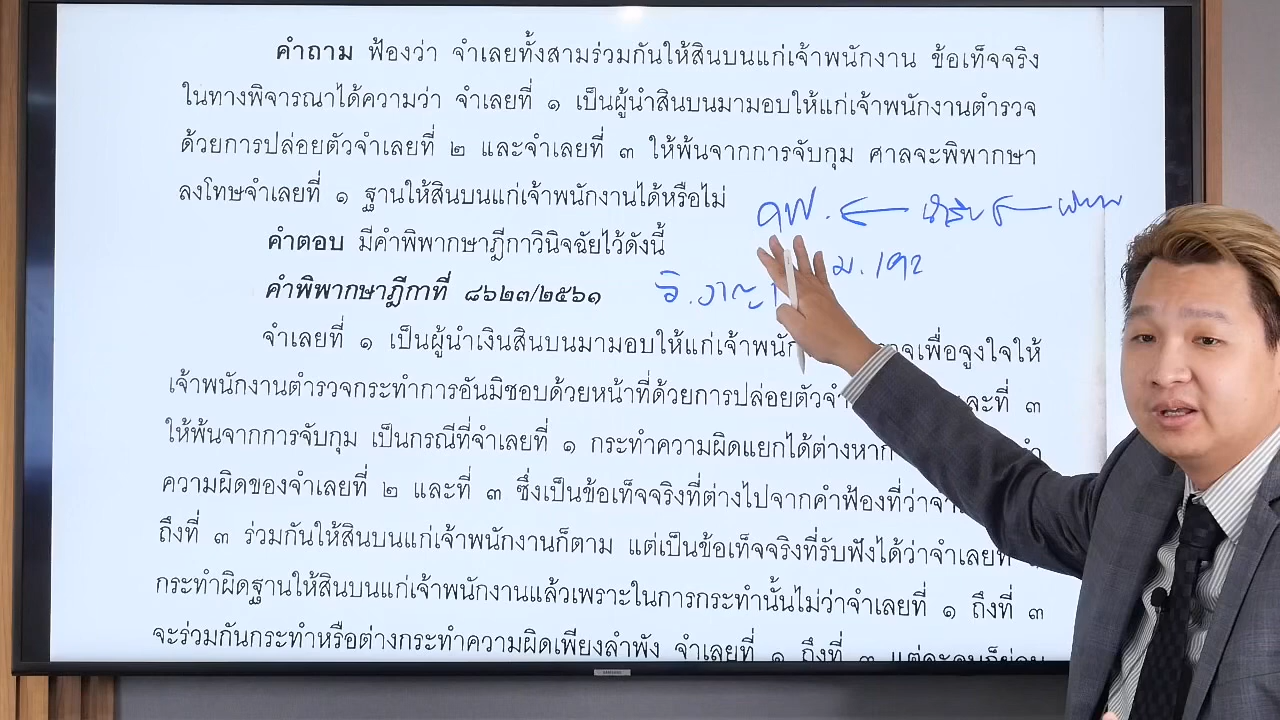 คำถาม ฟ้องว่า จำเลยทั้งสามร่วมกันให้สินบนแก่เจ้าพนักงาน ข้อเท็จจริง
ในทางพิจารณาได้ความว่า จำเลยที่ ๑ เป็นผู้นำสินบนมามอบให้แก่เจ้าพนักงานตำรวจ
ด้วยการปล่อยตัวจำเลยที่ ๒ และจำเลยที่ ๓ ให้พ้นจากการจับกุม ศาลจะพิพากษา
ลงโทษจำเลยที่ ๑ ฐานให้สินบนแก่เจ้าพนักงานได้หรือไม่
คำตอบ มีคำพิพากษาฎีกาวินิจฉัยไว้ดังนี้
ม.192
คำพิพากษาฎีกาที่ ๘๖๒๓/๒๕๖๑
วิ.อาญา
จำเลยที่ ๑ เป็นผู้นำเงินสินบนมามอบให้แก่เจ้าพนัก เพื่อจูงใจให้
เจ้าพนักงานตำรวจกระทำการอันมิชอบด้วยหน้าที่ด้วยการปล่อยตัว ที่ ๓
ให้พ้นจากการจับกุม เป็นกรณีที่จำเลยที่ ๑ กระทำความผิดแยกได้ต่างหาก
ความผิดของจำเลยที่ ๒ และที่ ๓ ซึ่งเป็นข้อเท็จจริงที่ต่างไปจากคำฟ้องที่ว่า
ถึงที่ ๓ ร่วมกันให้สินบนแก่เจ้าพนักงานก็ตาม แต่เป็นข้อเท็จจริงที่รับฟังได้ว่าจำเลยที่
กระทำผิดฐานให้สินบนแก่เจ้าพนักงานแล้วเพราะในการกระทำนั้นไม่ว่าจำเลยที่ ๑ ถึงที่ ๓
จะร่วมกันกระทำหรือต่างกระทำความผิดเพียงลำพัง จำเลยที่ ๑ ถึงที่ ๓ แต่ละคนก็ย่อม
SAMSUNG